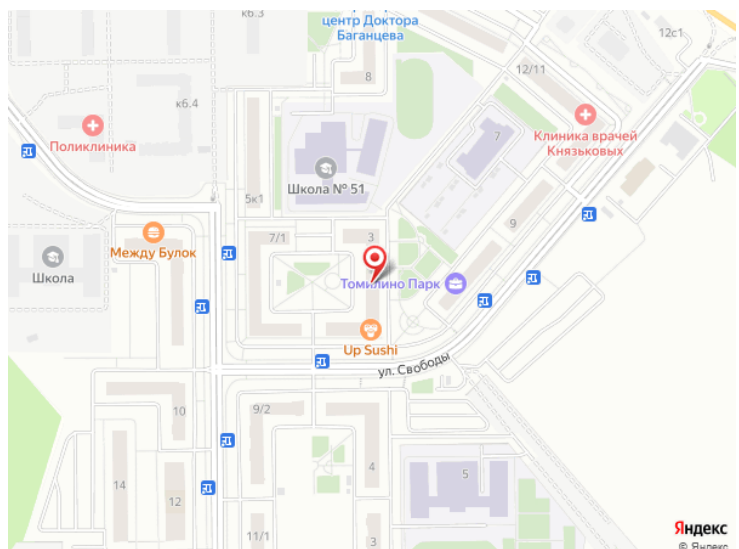 к6.3
центр Доктора
Баганцева
12с1
8
12/11
к6.4
Поликлиника
7
Клиника врачей
Князьковых
Школа № 51
5к1
9
7/1
3
Между Булок
Школа
Томилино Парк
Up Sushi
ул. Свободы
10
9/2
4
5
14
12
11/1
3
Яндекс
© Яндекс